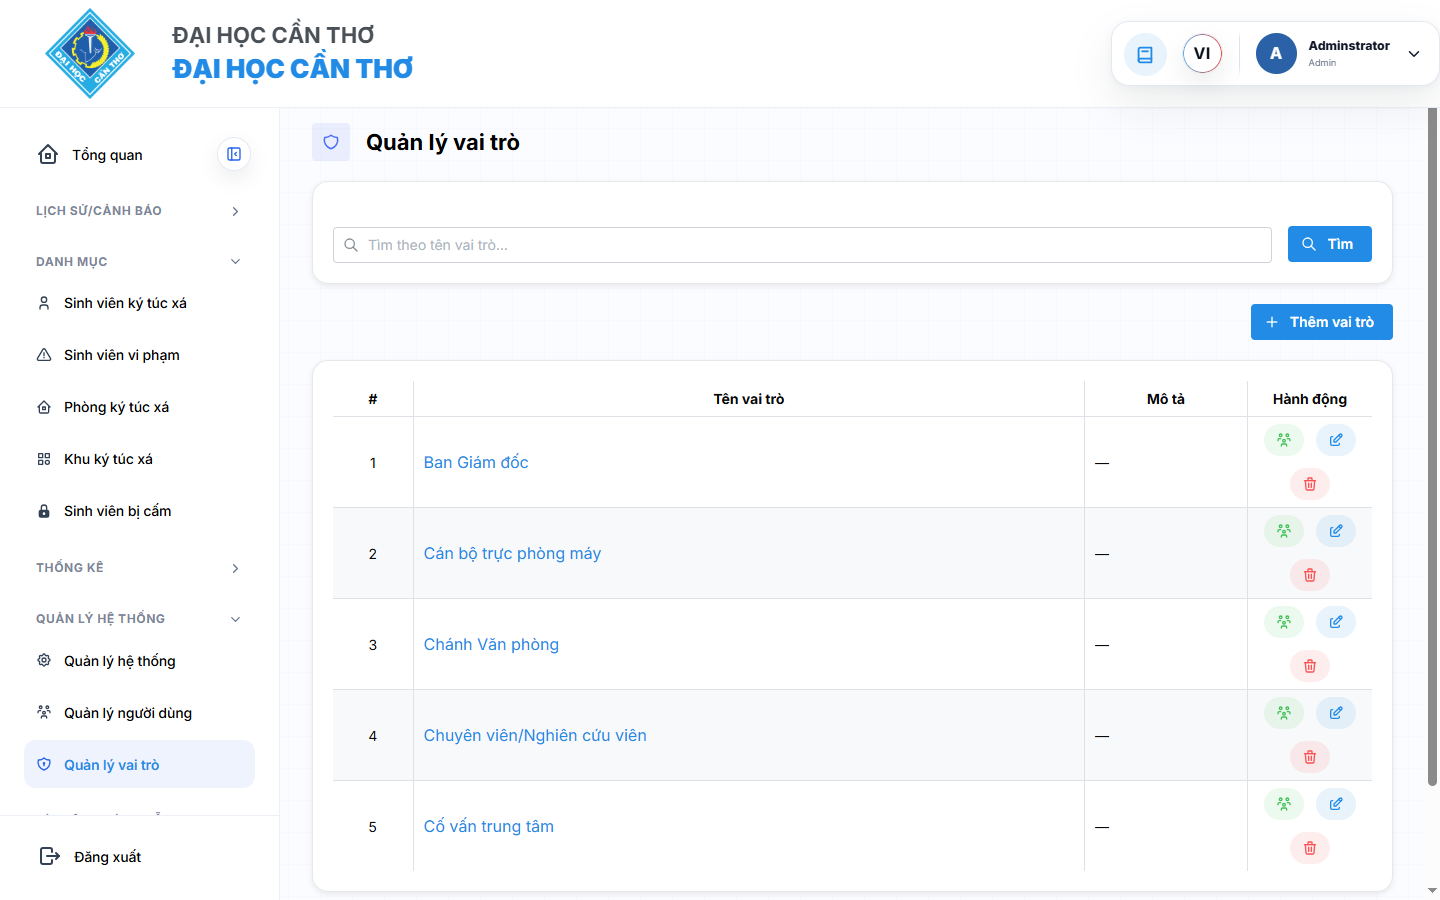 ĐẠI HỌC CẦN THƠ
ĐẠI HỌC CẦN THƠ
ĐẠI HỌC CẦN THƠ
VI
A
Adminstrator
Admin
Tổng quan
LỊCH SỬ/CẢNH BÁO
DANH MỤC
Sinh viên ký túc xá
Sinh viên vi phạm
Phòng ký túc xá
Khu ký túc xá
Sinh viên bị cấm
THỐNG KÊ
QUẢN LÝ HỆ THỐNG
Quản lý hệ thống
Quản lý người dùng
Quản lý vai trò
Đăng xuất
Quản lý vai trò
Tìm theo tên vai trò...
Tìm
Thêm vai trò
# Tên vai trò Mô tả Hành động
1 Ban Giám đốc —
2 Cán bộ trực phòng máy —
3 Chánh Văn phòng —
4 Chuyên viên/Nghiên cứu viên —
5 Cố vấn trung tâm —